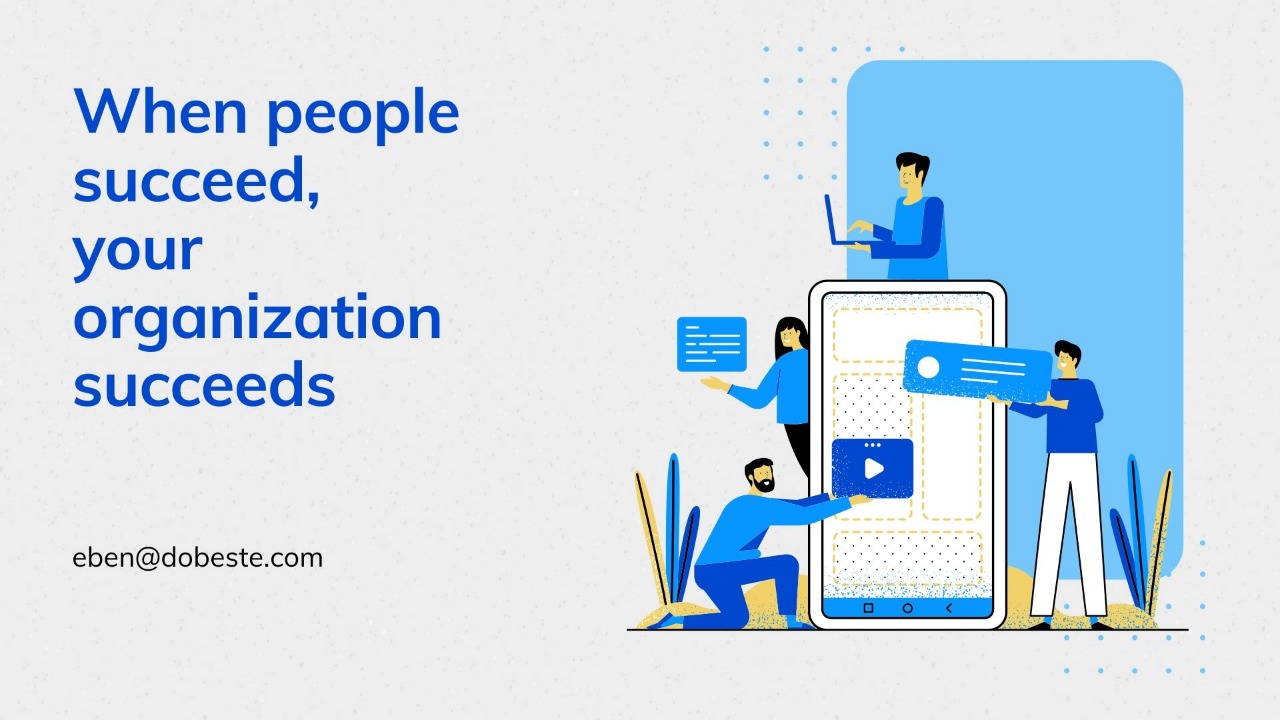 When people
succeed,
your
organization
succeeds
eben@dobeste.com